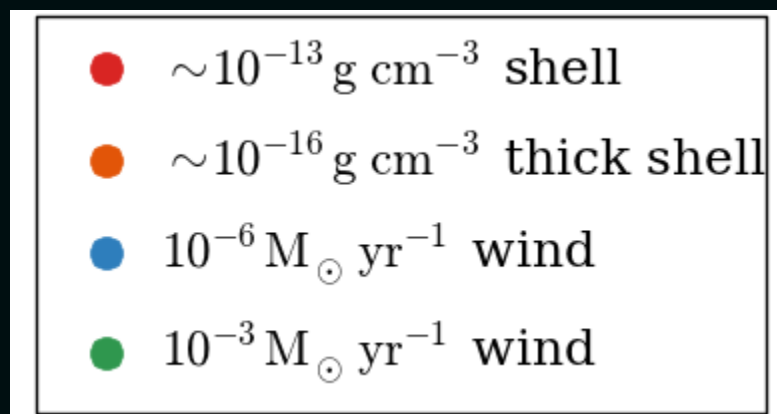 ~10⁻¹³ g cm⁻³ shell
~10⁻¹⁶ g cm⁻³ thick shell
10⁻⁶ M☉ yr⁻¹ wind
10⁻³ M☉ yr⁻¹ wind